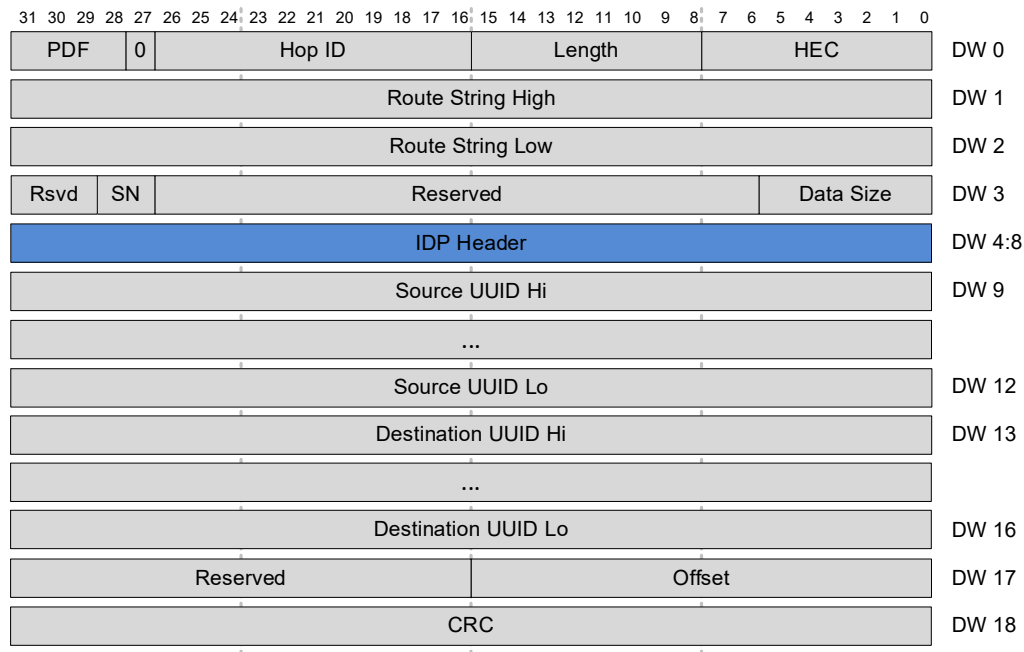 31 30 29 28 27 26 25 24 23 22 21 20 19 18 17 16 15 14 13 12 11 10 9 8 7 6 5 4 3 2 1 0
PDF 0 Hop ID Length HEC DW 0
Route String High DW 1
Route String Low DW 2
Rsvd SN Reserved Data Size DW 3
IDP Header DW 4:8
Source UUID Hi DW 9
...
Source UUID Lo DW 12
Destination UUID Hi DW 13
...
Destination UUID Lo DW 16
Reserved Offset DW 17
CRC DW 18